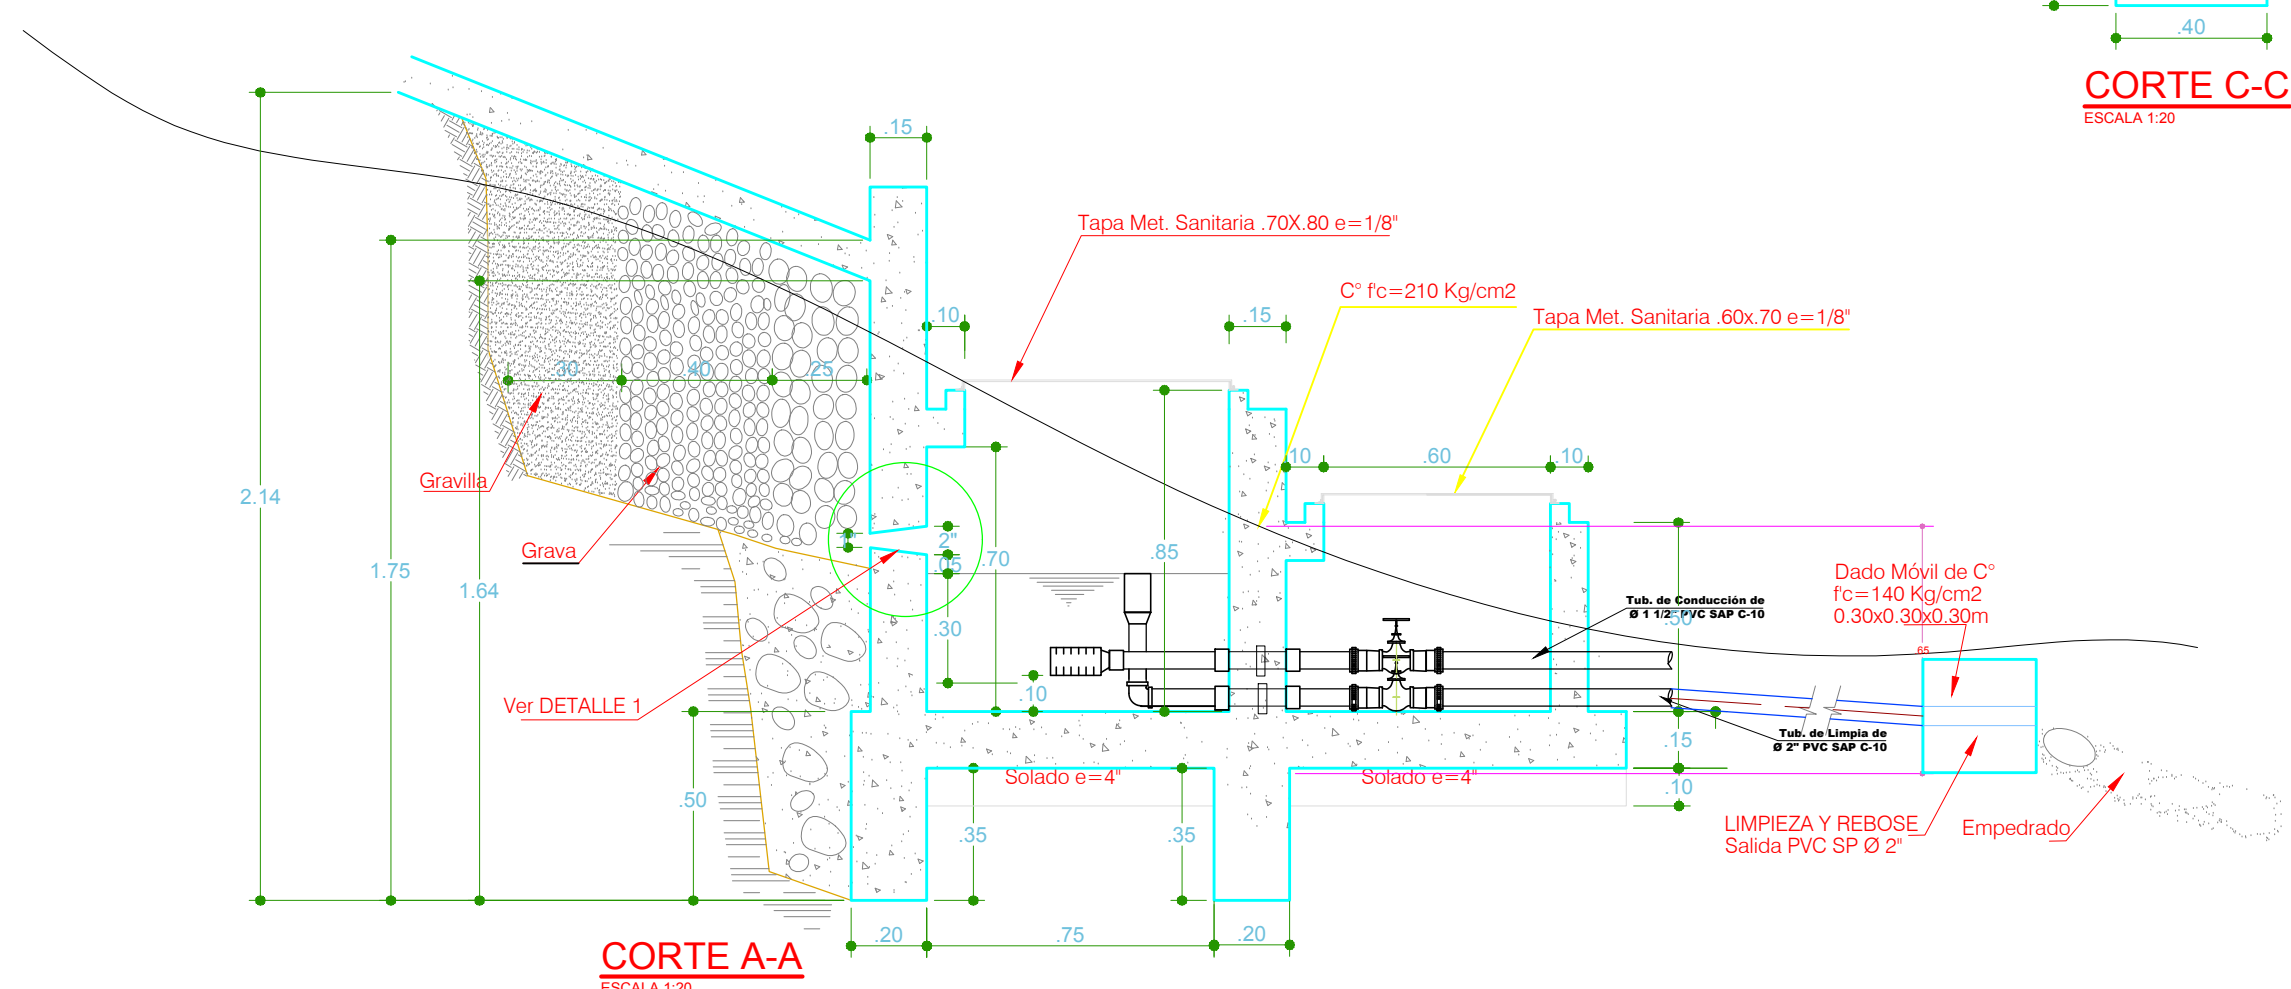 .40
CORTE C-C
ESCALA 1:20
.15
Tapa Met. Sanitaria .70X.80 e=1/8"
C° f'c=210 Kg/cm2
Tapa Met. Sanitaria .60x.70 e=1/8"
.10
.15
.30
.40
.25
.10
.60
.10
Gravilla
2.14
Grava
1.75
1.64
1"
2"
.05
.70
.85
.30
.10
Ver DETALLE 1
Tub. de Conducción de
Ø 1 1/2" PVC SAP C-10
.50
Dado Móvil de C°
f'c=140 Kg/cm2
0.30x0.30x0.30m
65
Tub. de Limpia de
Ø 2" PVC SAP C-10
.15
.10
Solado e=4"
Solado e=4"
.50
.35
.35
LIMPIEZA Y REBOSE
Salida PVC SP Ø 2"
Empedrado
.20
.75
.20
CORTE A-A
ESCALA 1:20